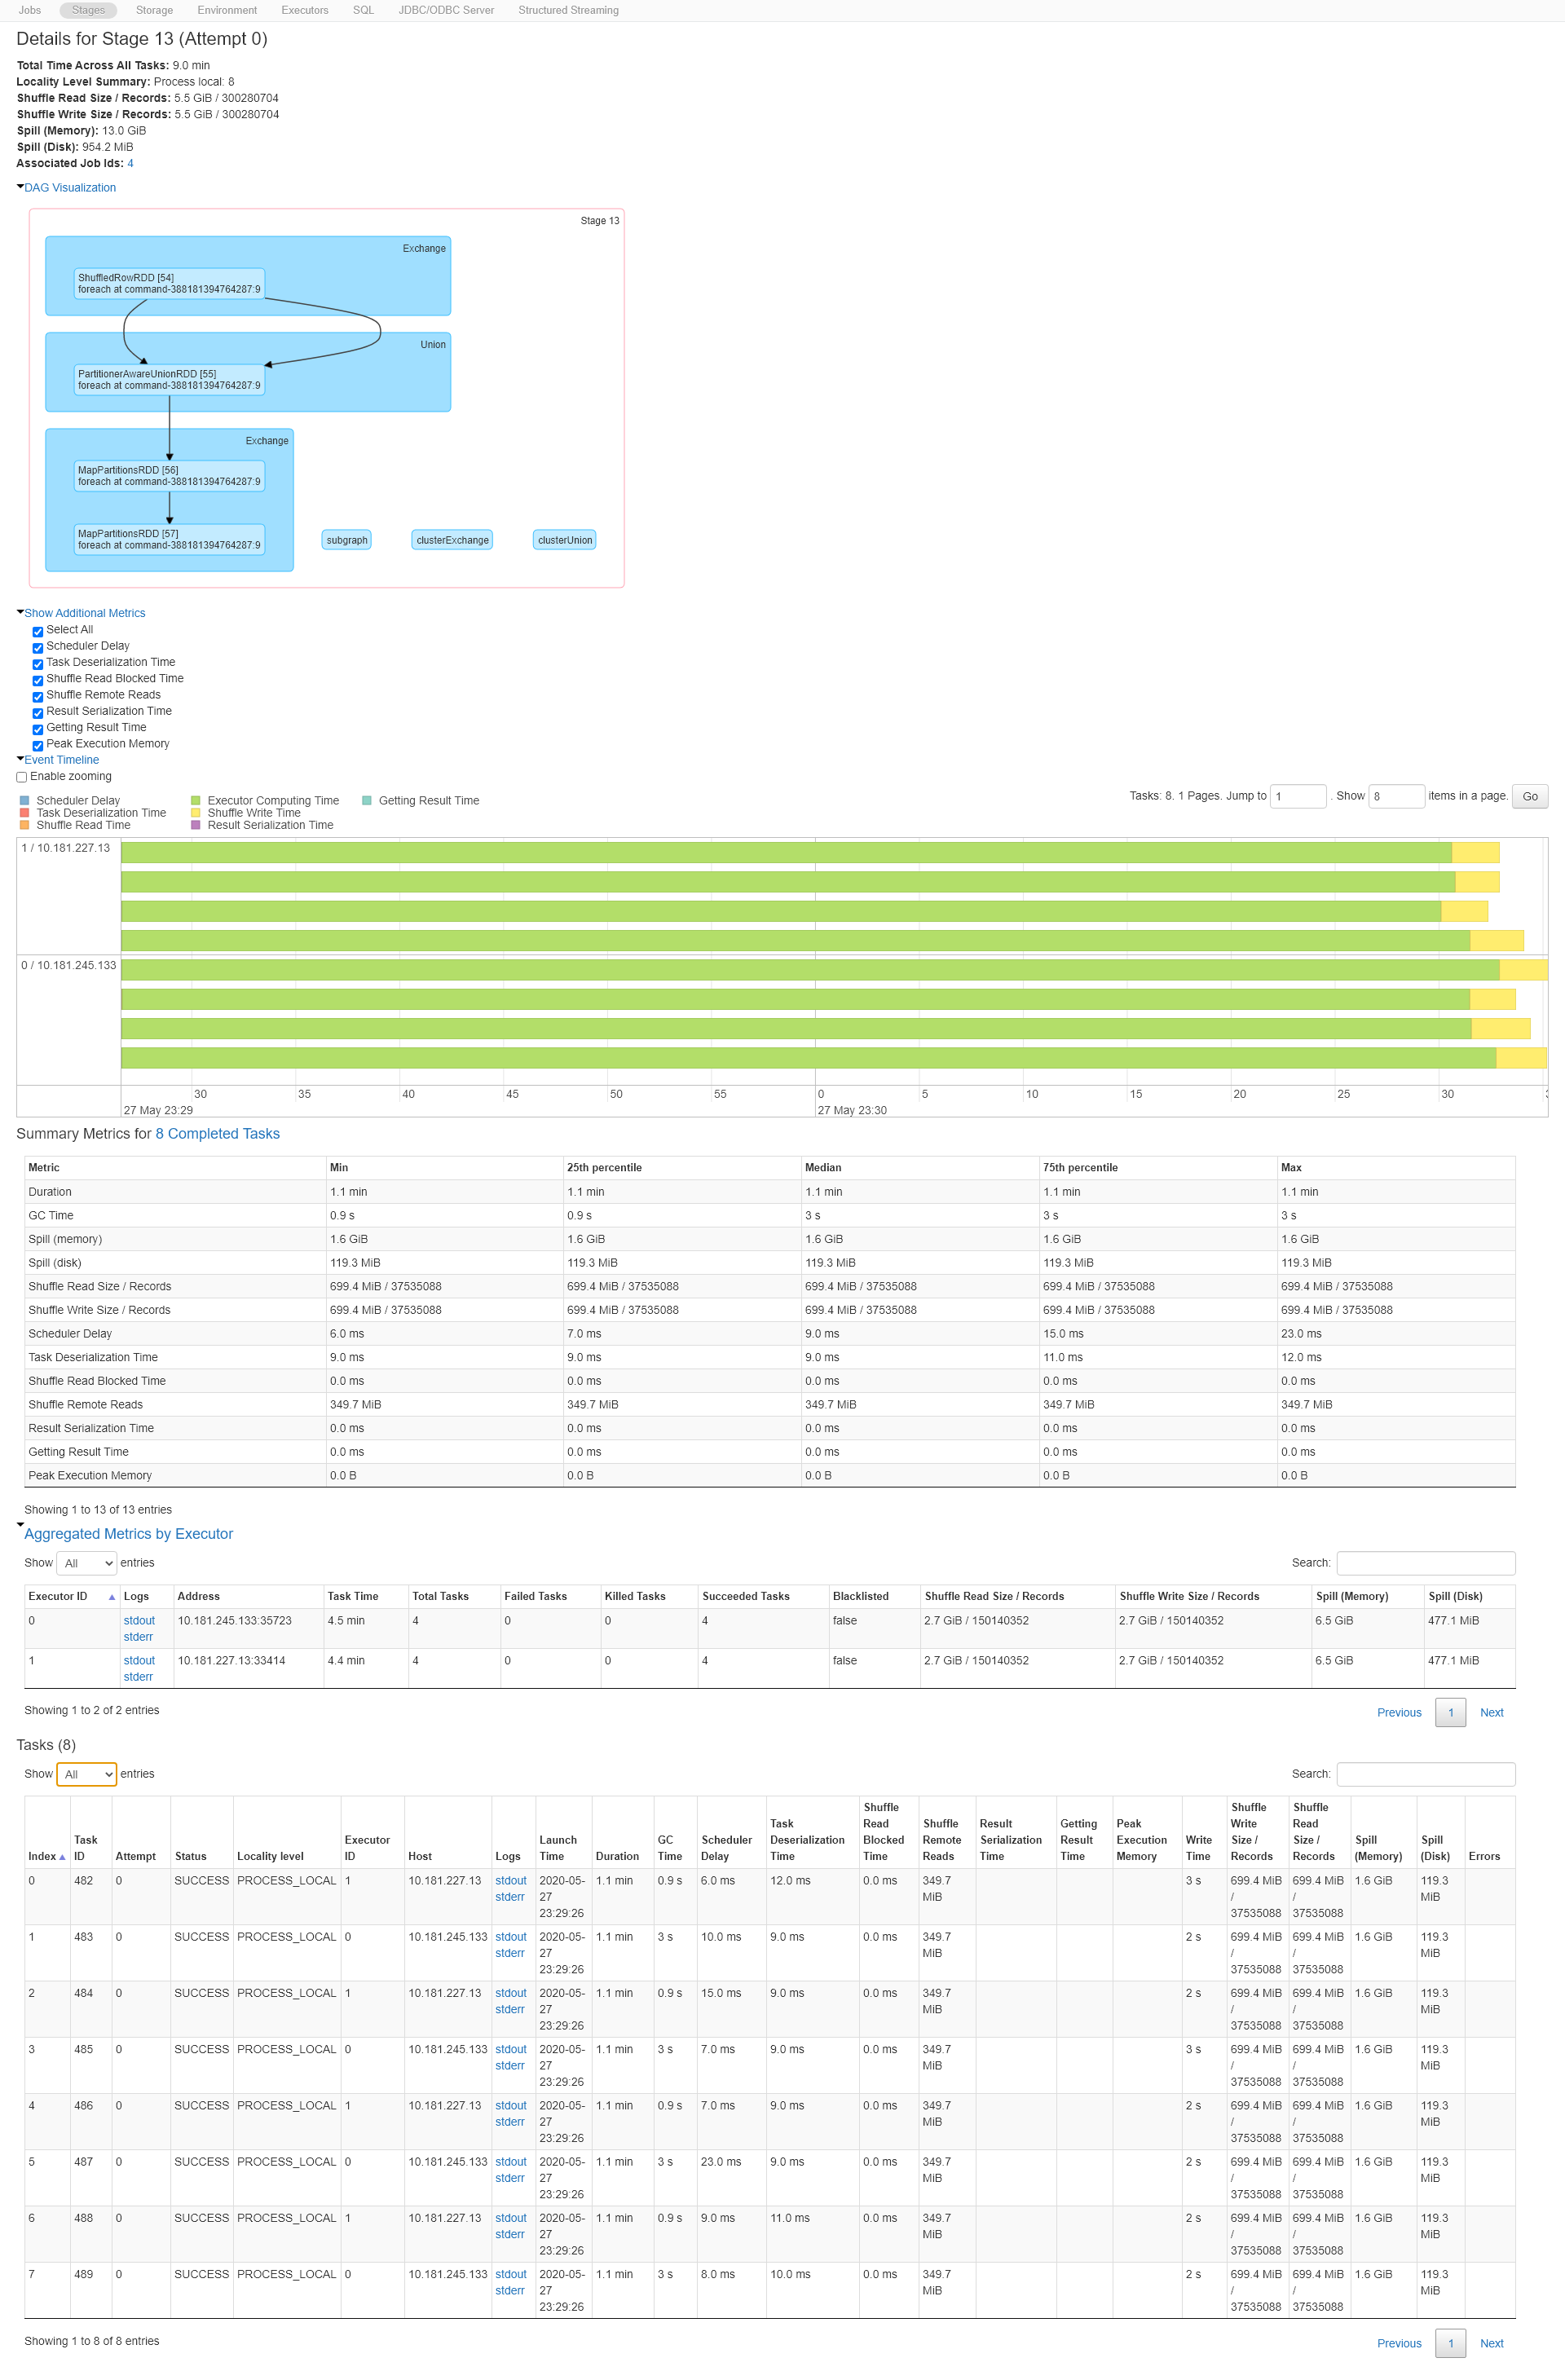 Jobs Stages Storage Environment Executors SQL JDBC/ODBC Server Structured Streaming
Details for Stage 13 (Attempt 0)
Total Time Across All Tasks: 9.0 min
Locality Level Summary: Process local: 8
Shuffle Read Size / Records: 5.5 GiB / 300280704
Shuffle Write Size / Records: 5.5 GiB / 300280704
Spill (Memory): 13.0 GiB
Spill (Disk): 954.2 MiB
Associated Job Ids: 4
DAG Visualization
Stage 13
Exchange
ShuffledRowRDD [54]
foreach at command-388181394764287:9
Union
PartitionerAwareUnionRDD [55]
foreach at command-388181394764287:9
Exchange
MapPartitionsRDD [56]
foreach at command-388181394764287:9
MapPartitionsRDD [57]
foreach at command-388181394764287:9
subgraph clusterExchange clusterUnion
Show Additional Metrics
Select All
Scheduler Delay
Task Deserialization Time
Shuffle Read Blocked Time
Shuffle Remote Reads
Result Serialization Time
Getting Result Time
Peak Execution Memory
Event Timeline
Enable zooming
Tasks: 8. 1 Pages. Jump to 1 . Show 8 items in a page. Go
Scheduler Delay Executor Computing Time Getting Result Time
Task Deserialization Time Shuffle Write Time
Shuffle Read Time Result Serialization Time
1 / 10.181.227.13
0 / 10.181.245.133
30 35 40 45 50 55 0 5 10 15 20 25 30
27 May 23:29 27 May 23:30
Summary Metrics for 8 Completed Tasks
Metric Min 25th percentile Median 75th percentile Max
Duration 1.1 min 1.1 min 1.1 min 1.1 min 1.1 min
GC Time 0.9 s 0.9 s 3 s 3 s 3 s
Spill (memory) 1.6 GiB 1.6 GiB 1.6 GiB 1.6 GiB 1.6 GiB
Spill (disk) 119.3 MiB 119.3 MiB 119.3 MiB 119.3 MiB 119.3 MiB
Shuffle Read Size / Records 699.4 MiB / 37535088 699.4 MiB / 37535088 699.4 MiB / 37535088 699.4 MiB / 37535088 699.4 MiB / 37535088
Shuffle Write Size / Records 699.4 MiB / 37535088 699.4 MiB / 37535088 699.4 MiB / 37535088 699.4 MiB / 37535088 699.4 MiB / 37535088
Scheduler Delay 6.0 ms 7.0 ms 9.0 ms 15.0 ms 23.0 ms
Task Deserialization Time 9.0 ms 9.0 ms 9.0 ms 11.0 ms 12.0 ms
Shuffle Read Blocked Time 0.0 ms 0.0 ms 0.0 ms 0.0 ms 0.0 ms
Shuffle Remote Reads 349.7 MiB 349.7 MiB 349.7 MiB 349.7 MiB 349.7 MiB
Result Serialization Time 0.0 ms 0.0 ms 0.0 ms 0.0 ms 0.0 ms
Getting Result Time 0.0 ms 0.0 ms 0.0 ms 0.0 ms 0.0 ms
Peak Execution Memory 0.0 B 0.0 B 0.0 B 0.0 B 0.0 B
Showing 1 to 13 of 13 entries
Aggregated Metrics by Executor
Show All entries Search:
Executor ID Logs Address Task Time Total Tasks Failed Tasks Killed Tasks Succeeded Tasks Blacklisted Shuffle Read Size / Records Shuffle Write Size / Records Spill (Memory) Spill (Disk)
0 stdout 10.181.245.133:35723 4.5 min 4 0 0 4 false 2.7 GiB / 150140352 2.7 GiB / 150140352 6.5 GiB 477.1 MiB
stderr
1 stdout 10.181.227.13:33414 4.4 min 4 0 0 4 false 2.7 GiB / 150140352 2.7 GiB / 150140352 6.5 GiB 477.1 MiB
stderr
Showing 1 to 2 of 2 entries
Previous 1 Next
Tasks (8)
Show All entries Search:
Shuffle Shuffle Shuffle
Task Read Shuffle Result Getting Peak Write Read
Task Executor Launch GC Scheduler Deserialization Blocked Remote Serialization Result Execution Write Size / Size / Spill Spill
Index ID Attempt Status Locality level ID Host Logs Time Duration Time Delay Time Time Reads Time Time Memory Time Records Records (Memory) (Disk) Errors
0 482 0 SUCCESS PROCESS_LOCAL 1 10.181.227.13 stdout 2020-05- 1.1 min 0.9 s 6.0 ms 12.0 ms 0.0 ms 349.7 3 s 699.4 MiB 699.4 MiB 1.6 GiB 119.3
stderr 27 MiB / / MiB
23:29:26 37535088 37535088
1 483 0 SUCCESS PROCESS_LOCAL 0 10.181.245.133 stdout 2020-05- 1.1 min 3 s 10.0 ms 9.0 ms 0.0 ms 349.7 2 s 699.4 MiB 699.4 MiB 1.6 GiB 119.3
stderr 27 MiB / / MiB
23:29:26 37535088 37535088
2 484 0 SUCCESS PROCESS_LOCAL 1 10.181.227.13 stdout 2020-05- 1.1 min 0.9 s 15.0 ms 9.0 ms 0.0 ms 349.7 2 s 699.4 MiB 699.4 MiB 1.6 GiB 119.3
stderr 27 MiB / / MiB
23:29:26 37535088 37535088
3 485 0 SUCCESS PROCESS_LOCAL 0 10.181.245.133 stdout 2020-05- 1.1 min 3 s 7.0 ms 9.0 ms 0.0 ms 349.7 3 s 699.4 MiB 699.4 MiB 1.6 GiB 119.3
stderr 27 MiB / / MiB
23:29:26 37535088 37535088
4 486 0 SUCCESS PROCESS_LOCAL 1 10.181.227.13 stdout 2020-05- 1.1 min 0.9 s 7.0 ms 9.0 ms 0.0 ms 349.7 2 s 699.4 MiB 699.4 MiB 1.6 GiB 119.3
stderr 27 MiB / / MiB
23:29:26 37535088 37535088
5 487 0 SUCCESS PROCESS_LOCAL 0 10.181.245.133 stdout 2020-05- 1.1 min 3 s 23.0 ms 9.0 ms 0.0 ms 349.7 2 s 699.4 MiB 699.4 MiB 1.6 GiB 119.3
stderr 27 MiB / / MiB
23:29:26 37535088 37535088
6 488 0 SUCCESS PROCESS_LOCAL 1 10.181.227.13 stdout 2020-05- 1.1 min 0.9 s 9.0 ms 11.0 ms 0.0 ms 349.7 2 s 699.4 MiB 699.4 MiB 1.6 GiB 119.3
stderr 27 MiB / / MiB
23:29:26 37535088 37535088
7 489 0 SUCCESS PROCESS_LOCAL 0 10.181.245.133 stdout 2020-05- 1.1 min 3 s 8.0 ms 10.0 ms 0.0 ms 349.7 2 s 699.4 MiB 699.4 MiB 1.6 GiB 119.3
stderr 27 MiB / / MiB
23:29:26 37535088 37535088
Showing 1 to 8 of 8 entries
Previous 1 Next